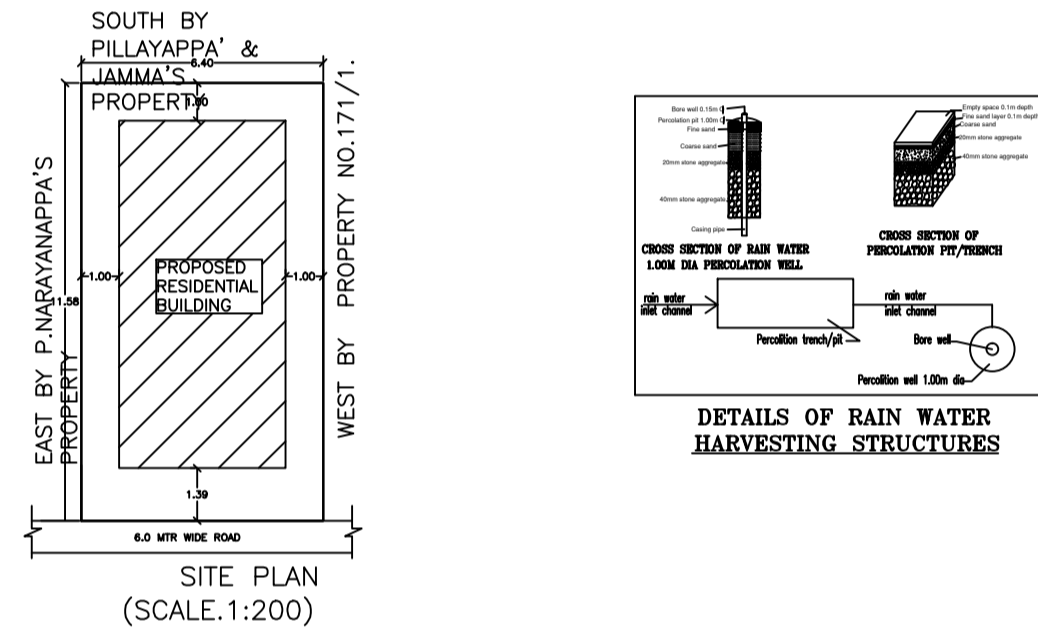 SOUTH BY
PILLAYAPPA' &
JAMMA'S
PROPERTY
6.40
1.00
EAST BY P.NARAYANAPPA'S
PROPERTY
11.58
1.00
PROPOSED
RESIDENTIAL
BUILDING
1.00
WEST BY PROPERTY NO.171/1.
1.39
6.0 MTR WIDE ROAD
SITE PLAN
(SCALE.1:200)
Bore well 0.15m
Percolation pit 1.00m
Fine sand
Coarse sand
20mm stone aggregate
40mm stone aggregate
Casing pipe
CROSS SECTION OF RAIN WATER
1.00M DIA PERCOLATION WELL
Empty space 0.1m depth
Fine sand layer 0.1m depth
Coarse sand
20mm stone aggregate
40mm stone aggregate
CROSS SECTION OF
PERCOLATION PIT/TRENCH
rain water
inlet channel
Percolition trench/pit
rain water
inlet channel
Bore well
Percolition well 1.00m dia
DETAILS OF RAIN WATER
HARVESTING STRUCTURES